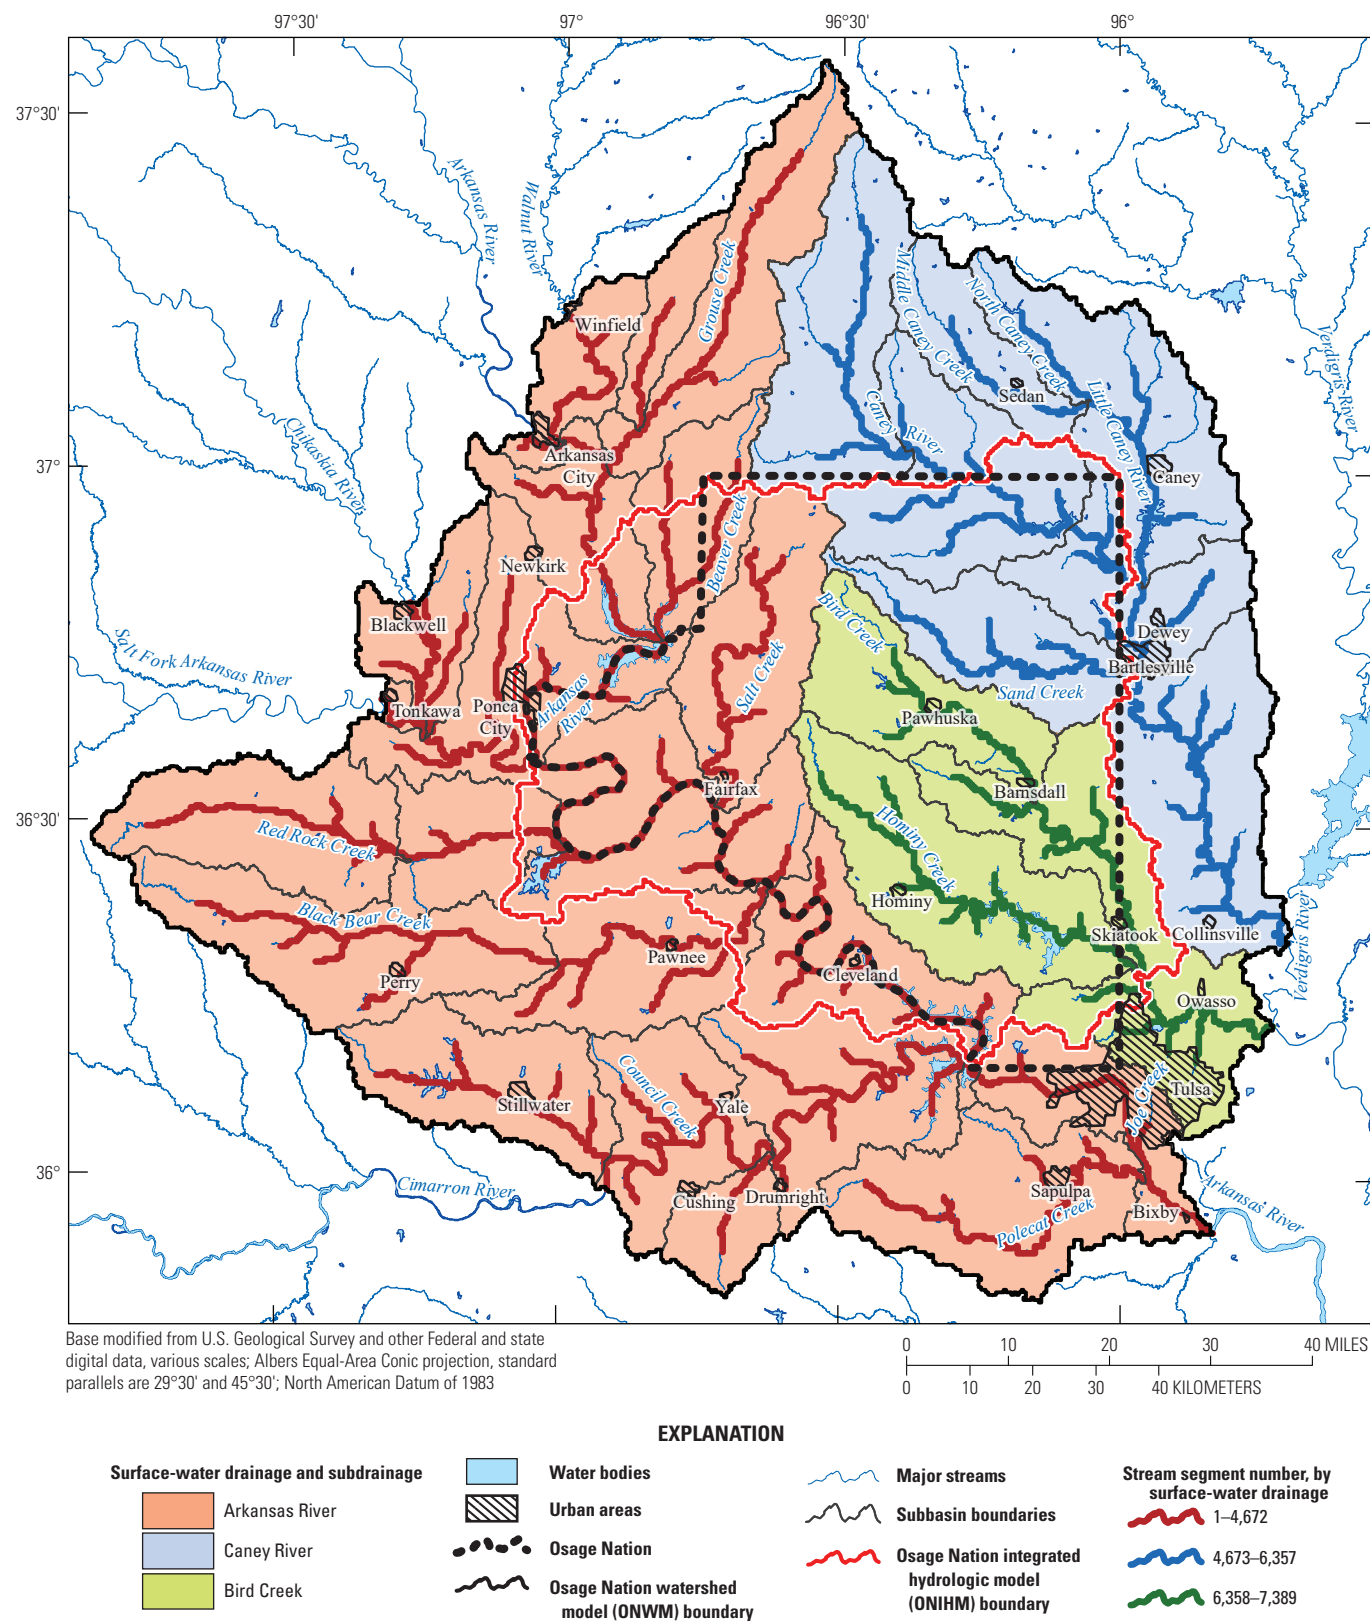 97°30'
97°
96°30'
96°
37°30'
37°
36°30'
36°
Arkansas River
Walnut River
Grouse Creek
Winfield
Middle Caney Creek
North Caney Creek
Sedan
Little Caney River
Verdigris River
Caney River
Arkansas
City
Chikaskia River
Caney
Beaver Creek
Newkirk
Blackwell
Bird Creek
Dewey
Bartlesville
Salt Fork Arkansas River
Salt Creek
Sand Creek
Tonkawa
Ponca
City
Arkansas
River
Pawhuska
Fairfax
Barnsdall
Red Rock Creek
Hominy Creek
Hominy
Black Bear Creek
Skiatook
Collinsville
Verdigris River
Pawnee
Cleveland
Perry
Owasso
Council Creek
Stillwater
Yale
Joe Creek
Tulsa
Cimarron River
Cushing
Drumright
Sapulpa
Polecat Creek
Bixby
Arkansas River
Base modified from U.S. Geological Survey and other Federal and state
digital data, various scales; Albers Equal-Area Conic projection, standard
parallels are 29°30' and 45°30'; North American Datum of 1983
0 10 20 30 40 MILES
0 10 20 30 40 KILOMETERS
EXPLANATION
Surface-water drainage and subdrainage
Arkansas River
Caney River
Bird Creek
Water bodies
Urban areas
Osage Nation
Osage Nation watershed
model (ONWM) boundary
Major streams
Subbasin boundaries
Osage Nation integrated
hydrologic model
(ONIHM) boundary
Stream segment number, by
surface-water drainage
1–4,672
4,673–6,357
6,358–7,389